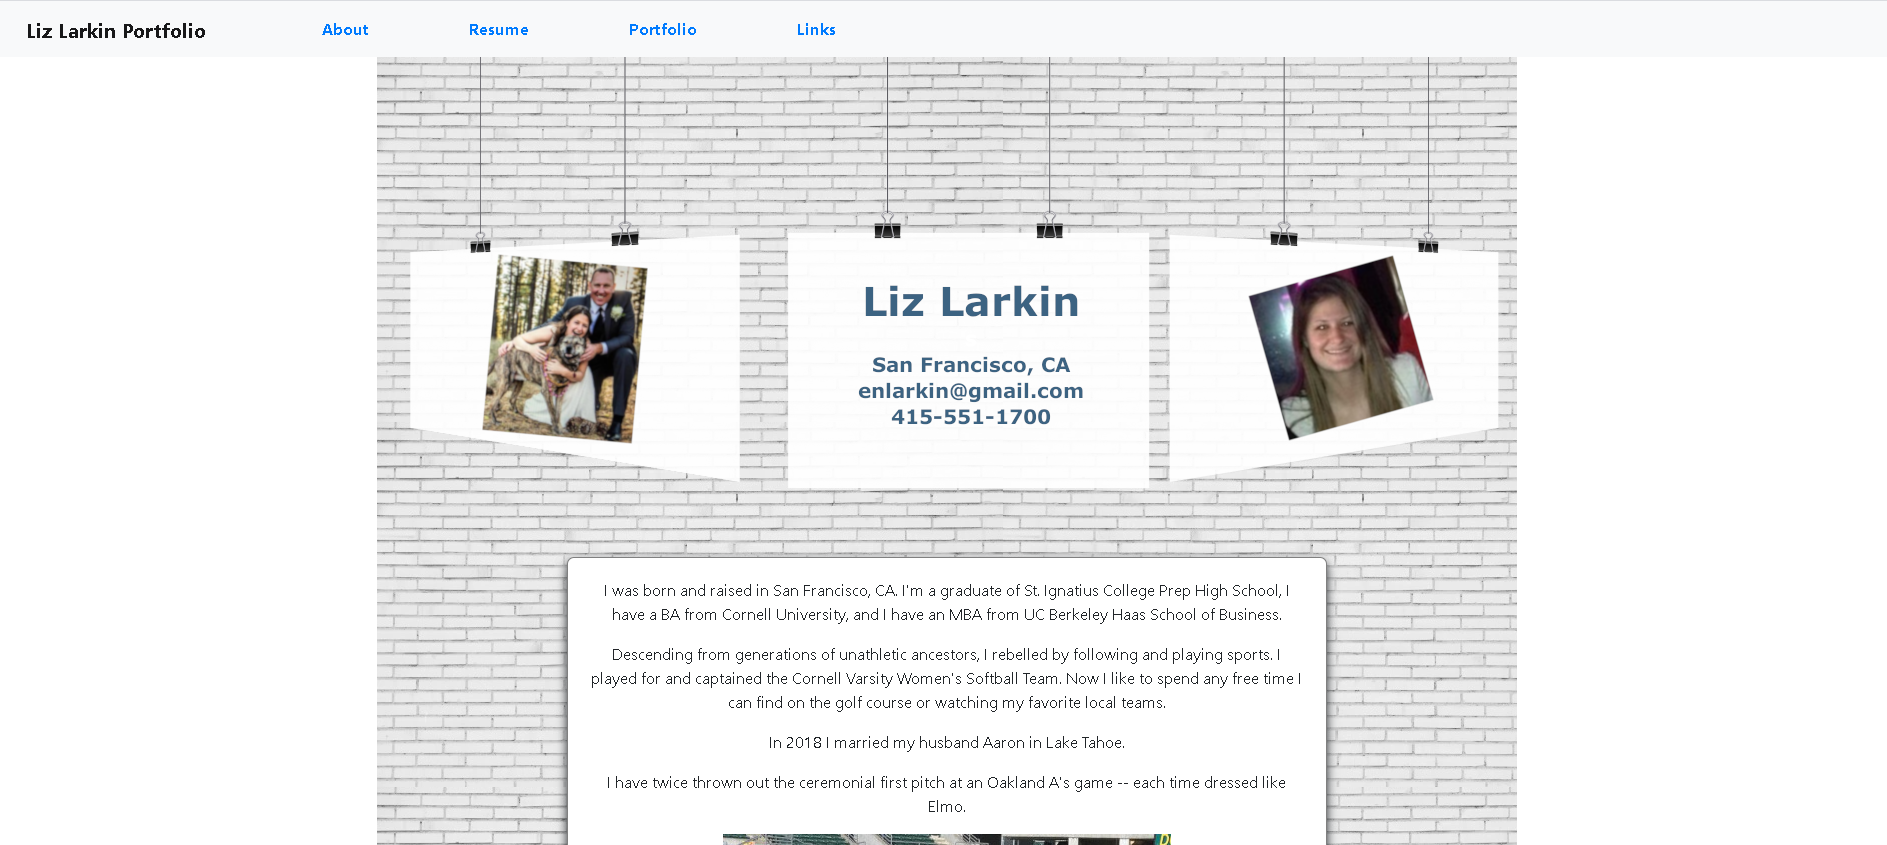 Liz Larkin Portfolio
About
Resume
Portfolio
Links
Liz Larkin
San Francisco, CA
enlarkin@gmail.com
415-551-1700
I was born and raised in San Francisco, CA. I'm a graduate of St. Ignatius College Prep High School, I
have a BA from Cornell University, and I have an MBA from UC Berkeley Haas School of Business.
Descending from generations of unathletic ancestors, I rebelled by following and playing sports. I
played for and captained the Cornell Varsity Women's Softball Team. Now I like to spend any free time I
can find on the golf course or watching my favorite local teams.
In 2018 I married my husband Aaron in Lake Tahoe.
I have twice thrown out the ceremonial first pitch at an Oakland A's game -- each time dressed like
Elmo.